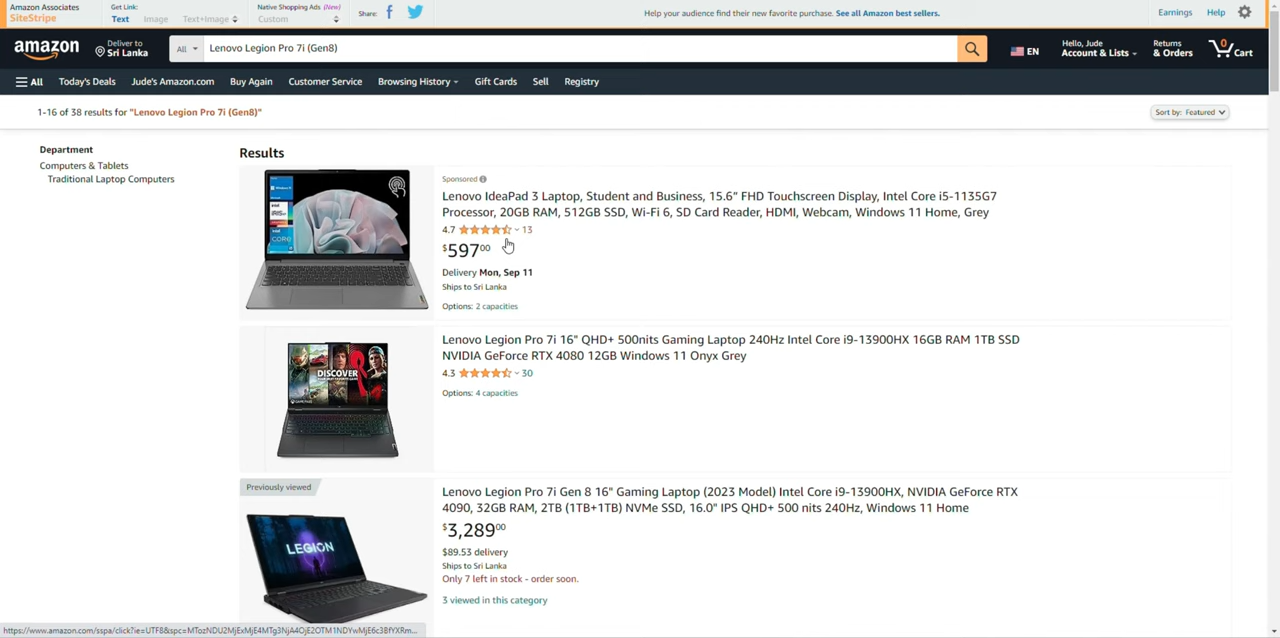 Amazon Associates
SiteStripe
Get Link:
Text Image Text+Image
Native Shopping Ads (New)
Custom
Share:
Help your audience find their new favorite purchase. See all Amazon best sellers.
Earnings Help
amazon
Deliver to
Sri Lanka
All
Lenovo Legion Pro 7i (Gen8)
EN
Hello, Jude
Account & Lists
Returns
& Orders
0
Cart
All Today's Deals Jude's Amazon.com Buy Again Customer Service Browsing History Gift Cards Sell Registry
1-16 of 38 results for "Lenovo Legion Pro 7i (Gen8)"
Sort by: Featured
Department
Computers & Tablets
Traditional Laptop Computers
Results
Sponsored
Lenovo IdeaPad 3 Laptop, Student and Business, 15.6” FHD Touchscreen Display, Intel Core i5-1135G7
Processor, 20GB RAM, 512GB SSD, Wi-Fi 6, SD Card Reader, HDMI, Webcam, Windows 11 Home, Grey
4.7 13
$59700
Delivery Mon, Sep 11
Ships to Sri Lanka
Options: 2 capacities
CORE
DISCOVER
Lenovo Legion Pro 7i 16" QHD+ 500nits Gaming Laptop 240Hz Intel Core i9-13900HX 16GB RAM 1TB SSD
NVIDIA GeForce RTX 4080 12GB Windows 11 Onyx Grey
4.3 30
Options: 4 capacities
Previously viewed
LEGION
Lenovo Legion Pro 7i Gen 8 16" Gaming Laptop (2023 Model) Intel Core i9-13900HX, NVIDIA GeForce RTX
4090, 32GB RAM, 2TB (1TB+1TB) NVMe SSD, 16.0" IPS QHD+ 500 nits 240Hz, Windows 11 Home
$3,28900
$89.53 delivery
Ships to Sri Lanka
Only 7 left in stock - order soon.
3 viewed in this category